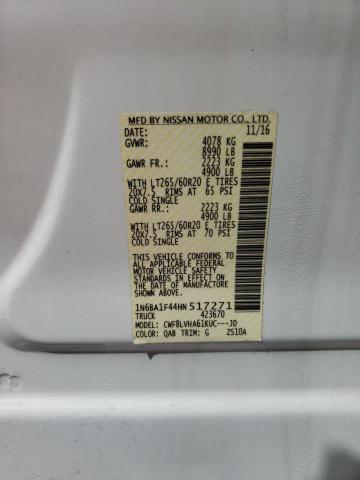 MFD BY NISSAN MOTOR CO., LTD.
DATE: 11/16
GVWR: 4078 KG
8990 LB
GAWR FR.: 2223 KG
4900 LB
WITH LT265/60R20 E TIRES
20X7.5 RIMS AT 65 PSI
COLD SINGLE
GAWR RR.: 2223 KG
4900 LB
WITH LT265/60R20 E TIRES
20X7.5 RIMS AT 70 PSI
COLD SINGLE
THIS VEHICLE CONFORMS TO ALL
APPLICABLE FEDERAL MOTOR
VEHICLE SAFETY STANDARDS
IN EFFECT ON THE DATE OF
MANUFACTURE SHOWN ABOVE.
1N6BA1F44HN 517271
TRUCK 423670
MODEL: CWF8LVHA61KUC---JD
COLOR: QAB TRIM: G ZS10A